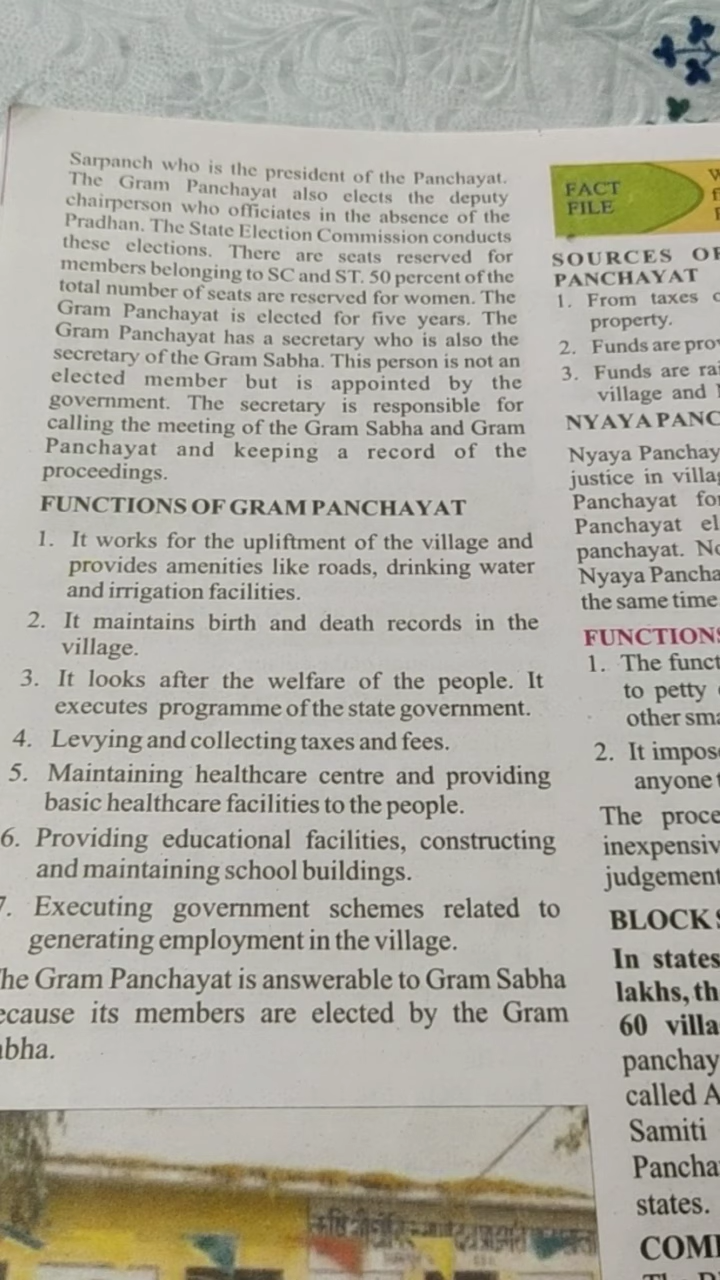 Sarpanch who is the president of the Panchayat.
The Gram Panchayat also elects the deputy
chairperson who officiates in the absence of the
Pradhan. The State Election Commission conducts
these elections. There are seats reserved for
members belonging to SC and ST. 50 percent of the
total number of seats are reserved for women. The
Gram Panchayat is elected for five years. The
Gram Panchayat has a secretary who is also the
secretary of the Gram Sabha. This person is not an
elected member but is appointed by the
government. The secretary is responsible for
calling the meeting of the Gram Sabha and Gram
Panchayat and keeping a record of the
proceedings.
FUNCTIONS OF GRAM PANCHAYAT
1. It works for the upliftment of the village and
provides amenities like roads, drinking water
and irrigation facilities.
2. It maintains birth and death records in the
village.
3. It looks after the welfare of the people. It
executes programme of the state government.
4. Levying and collecting taxes and fees.
5. Maintaining healthcare centre and providing
basic healthcare facilities to the people.
6. Providing educational facilities, constructing
and maintaining school buildings.
7. Executing government schemes related to
generating employment in the village.
he Gram Panchayat is answerable to Gram Sabha
ecause its members are elected by the Gram
abha.
FACT
FILE
SOURCES OF
PANCHAYAT
1. From taxes
property.
2. Funds are pro
3. Funds are rai
village and
NYAYA PANC
Nyaya Panchay
justice in villag
Panchayat for
Panchayat el
panchayat. No
Nyaya Pancha
the same time
FUNCTIONS
1. The funct
to petty
other sma
2. It impose
anyone t
The proce
inexpensiv
judgement
BLOCK S
In states
lakhs, th
60 villa
panchay
called A
Samiti
Pancha
states.
COM